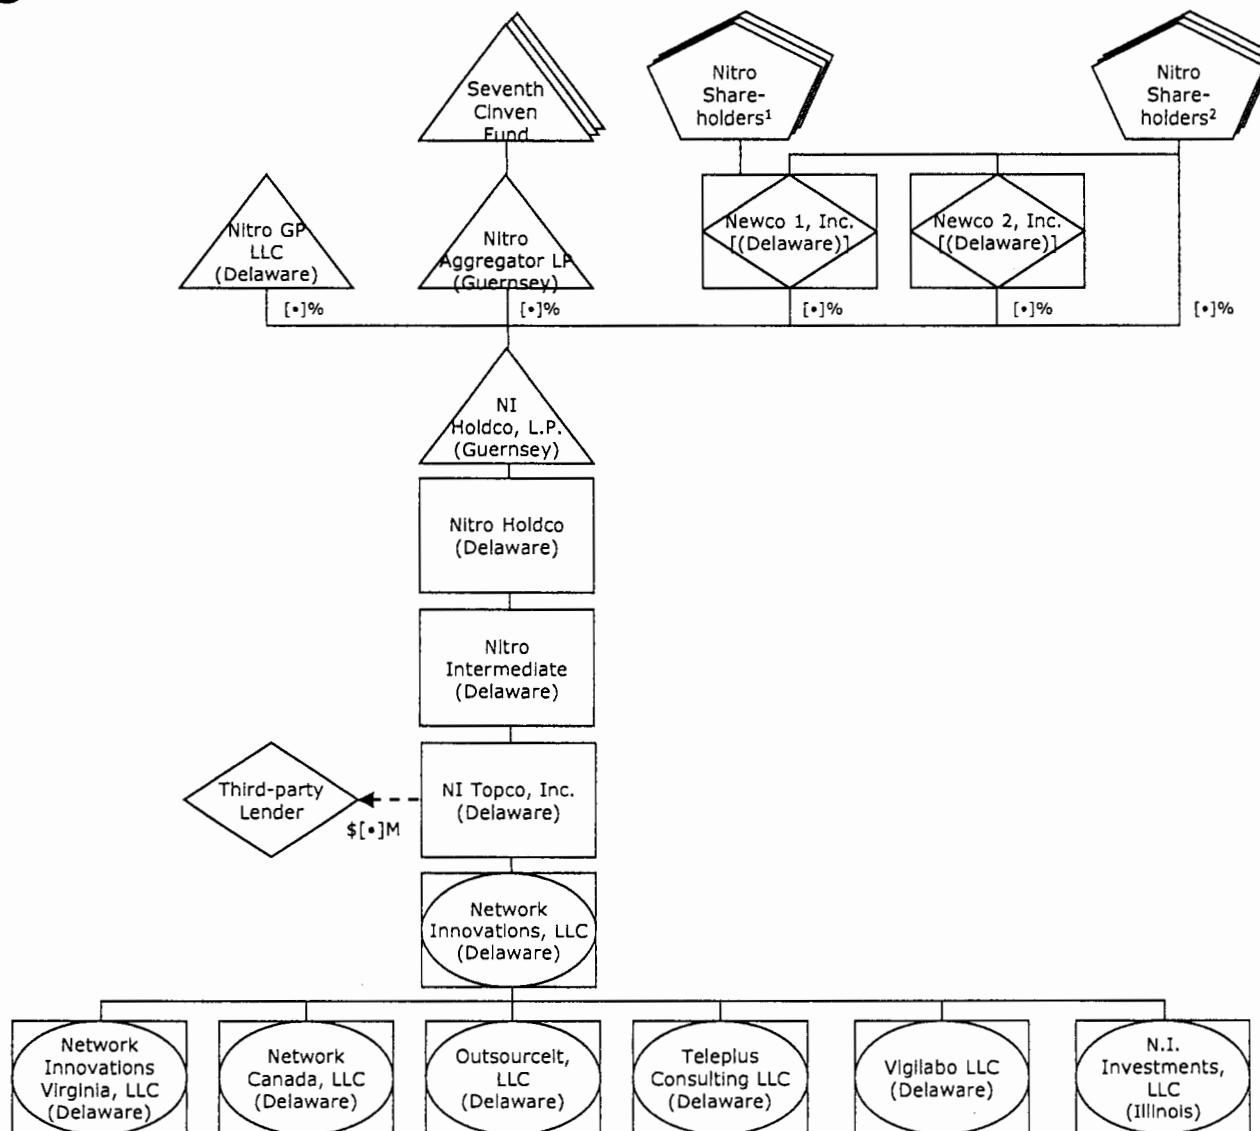 Seventh
Cinven
Fund
Nitro
Share-
holders¹
Nitro
Share-
holders²
Nitro GP
LLC
(Delaware)
Nitro
Aggregator LP
(Guernsey)
Newco 1, Inc.
[(Delaware)]
Newco 2, Inc.
[(Delaware)]
[•]%
[•]%
[•]%
[•]%
[•]%
NI
Holdco, L.P.
(Guernsey)
Nitro Holdco
(Delaware)
Nitro
Intermediate
(Delaware)
Third-party
Lender
$[•]M
NI Topco, Inc.
(Delaware)
Network
Innovations, LLC
(Delaware)
Network
Innovations
Virginia, LLC
(Delaware)
Network
Canada, LLC
(Delaware)
OutsourceIt,
LLC
(Delaware)
Teleplus
Consulting LLC
(Delaware)
Vigilabo LLC
(Delaware)
N.I.
Investments,
LLC
(Illinois)